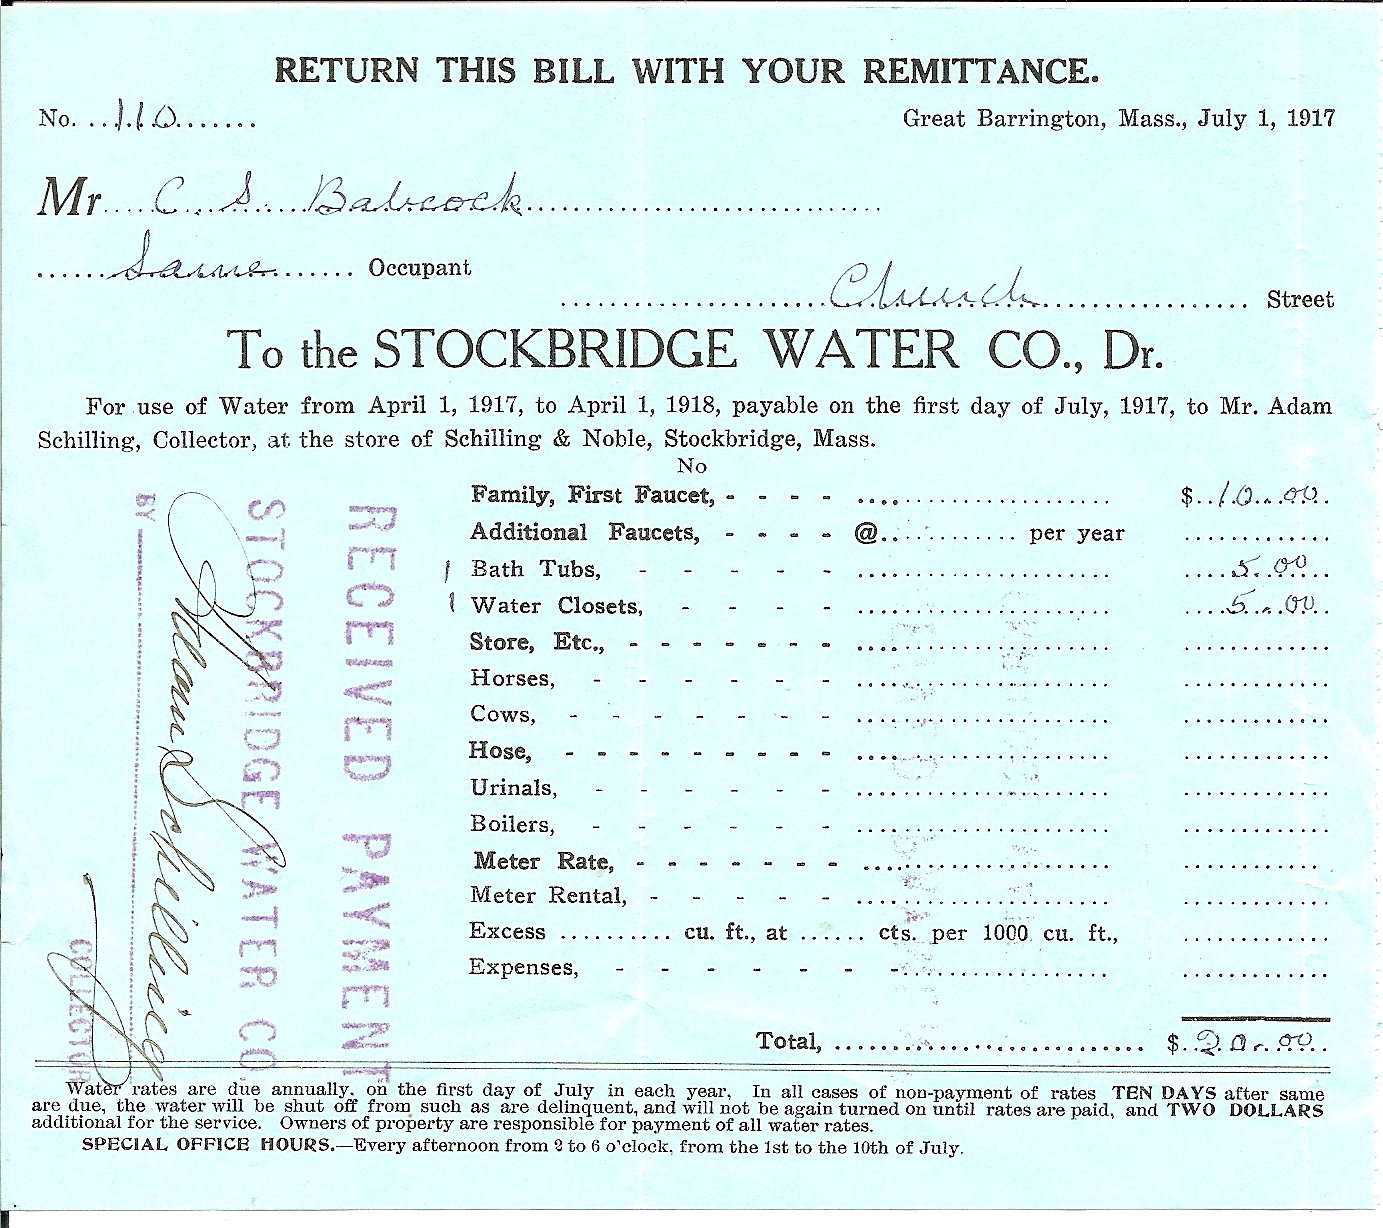 RETURN THIS BILL WITH YOUR REMITTANCE.
No. ...110....... Great Barrington, Mass., July 1, 1917
Mr.....C. S. Babcock..............................
......Same....... Occupant
.......................Church................. Street
To the STOCKBRIDGE WATER CO., Dr.
For use of Water from April 1, 1917, to April 1, 1918, payable on the first day of July, 1917, to Mr. Adam
Schilling, Collector, at the store of Schilling & Noble, Stockbridge, Mass.
No
Family, First Faucet, - - - - ....................... $..10..00.
Additional Faucets, - - - - @.............. per year .............
1 Bath Tubs, - - - - - ....................... ....5.00..
1 Water Closets, - - - - ....................... ....5..00..
Store, Etc., - - - - - - - ....................... .............
Horses, - - - - - - ....................... .............
Cows, - - - - - - - ....................... .............
Hose, - - - - - - - - - ....................... .............
Urinals, - - - - - - ....................... .............
Boilers, - - - - - - ....................... .............
Meter Rate, - - - - - - - ....................... .............
Meter Rental, - - - - - ....................... .............
Excess .......... cu. ft., at ...... cts. per 1000 cu. ft., .............
Expenses, - - - - - - - ....................... .............
Total, ............................ $.20.00..
RECEIVED PAYMENT
STOCKBRIDGE WATER CO.
BY Adam Schilling
COLLECTOR
Water rates are due annually, on the first day of July in each year, In all cases of non-payment of rates TEN DAYS after same
are due, the water will be shut off from such as are delinquent, and will not be again turned on until rates are paid, and TWO DOLLARS
additional for the service. Owners of property are responsible for payment of all water rates.
SPECIAL OFFICE HOURS.—Every afternoon from 2 to 6 o'clock, from the 1st to the 10th of July.